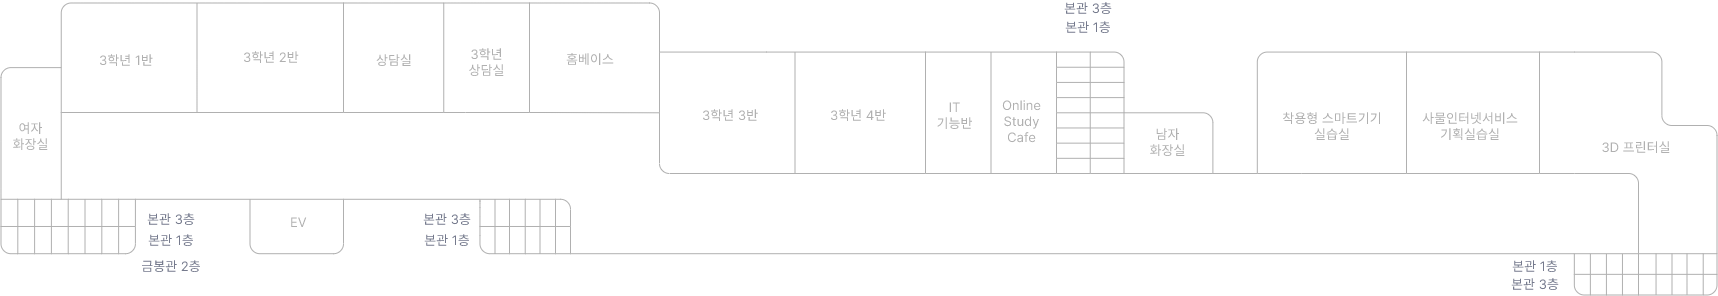 본관 3층
본관 1층
3학년 1반
3학년 2반
상담실
3학년
상담실
홈베이스
3학년 3반
3학년 4반
IT
기능반
Online
Study
Cafe
남자
화장실
착용형 스마트기기
실습실
사물인터넷서비스
기획실습실
3D 프린터실
여자
화장실
본관 3층
본관 1층
금봉관 2층
EV
본관 3층
본관 1층
본관 1층
본관 3층